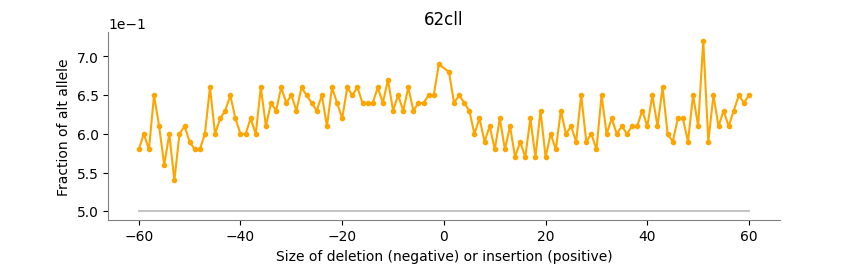 62cll
1e−1
Fraction of alt allele
7.0
6.5
6.0
5.5
5.0
−60 −40 −20 0 20 40 60
Size of deletion (negative) or insertion (positive)